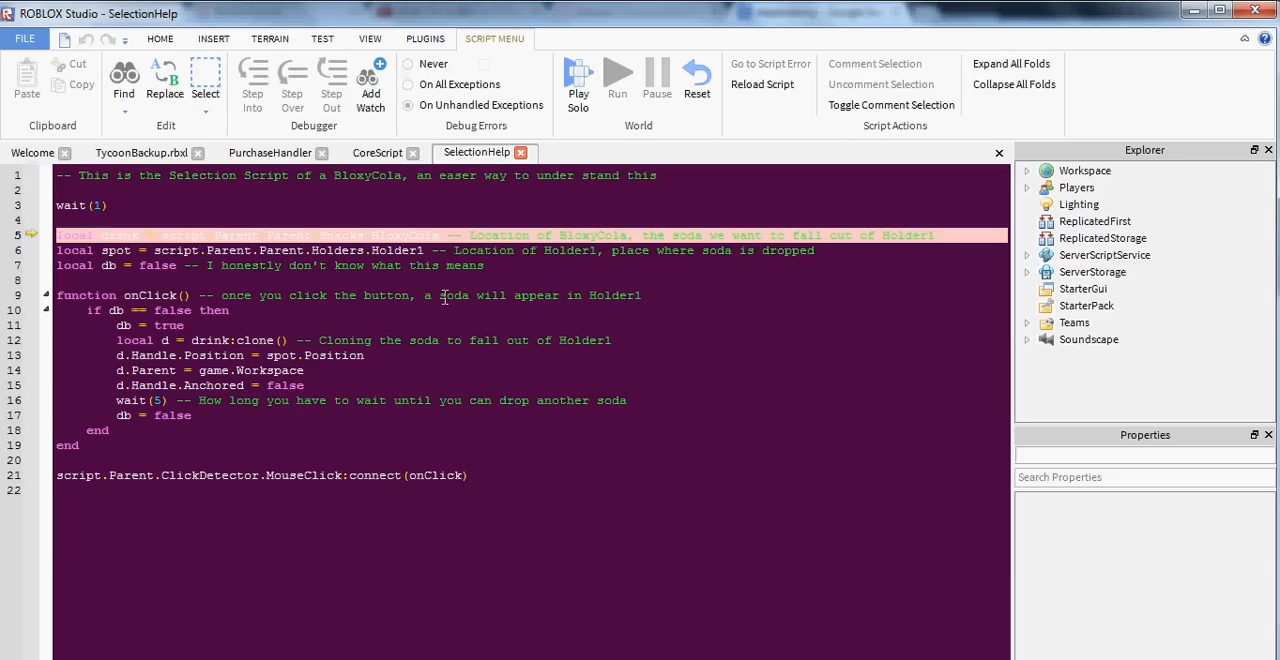 ROBLOX Studio - SelectionHelp
FILE HOME INSERT TERRAIN TEST VIEW PLUGINS SCRIPT MENU
Paste Cut Copy
Clipboard
Find Replace Select
Edit
Step Into Step Over Step Out Add Watch
Debugger
Never
On All Exceptions
On Unhandled Exceptions
Debug Errors
Play Solo Run Pause Reset
World
Go to Script Error
Reload Script
Comment Selection
Uncomment Selection
Toggle Comment Selection
Script Actions
Expand All Folds
Collapse All Folds
Welcome TycoonBackup.rbxl PurchaseHandler CoreScript SelectionHelp
1 -- This is the Selection Script of a BloxyCola, an easer way to under stand this
2
3 wait(1)
4
5 local drink = script.Parent.Parent.Snacks.BloxyCola -- Location of BloxyCola, the soda we want to fall out of Holder1
6 local spot = script.Parent.Parent.Holders.Holder1 -- Location of Holder1, place where soda is dropped
7 local db = false -- I honestly don't know what this means
8
9 function onClick() -- once you click the button, a soda will appear in Holder1
10 if db == false then
11 db = true
12 local d = drink:clone() -- Cloning the soda to fall out of Holder1
13 d.Handle.Position = spot.Position
14 d.Parent = game.Workspace
15 d.Handle.Anchored = false
16 wait(5) -- How long you have to wait until you can drop another soda
17 db = false
18 end
19 end
20
21 script.Parent.ClickDetector.MouseClick:connect(onClick)
22
Explorer
Workspace
Players
Lighting
ReplicatedFirst
ReplicatedStorage
ServerScriptService
ServerStorage
StarterGui
StarterPack
Teams
Soundscape
Properties
Search Properties